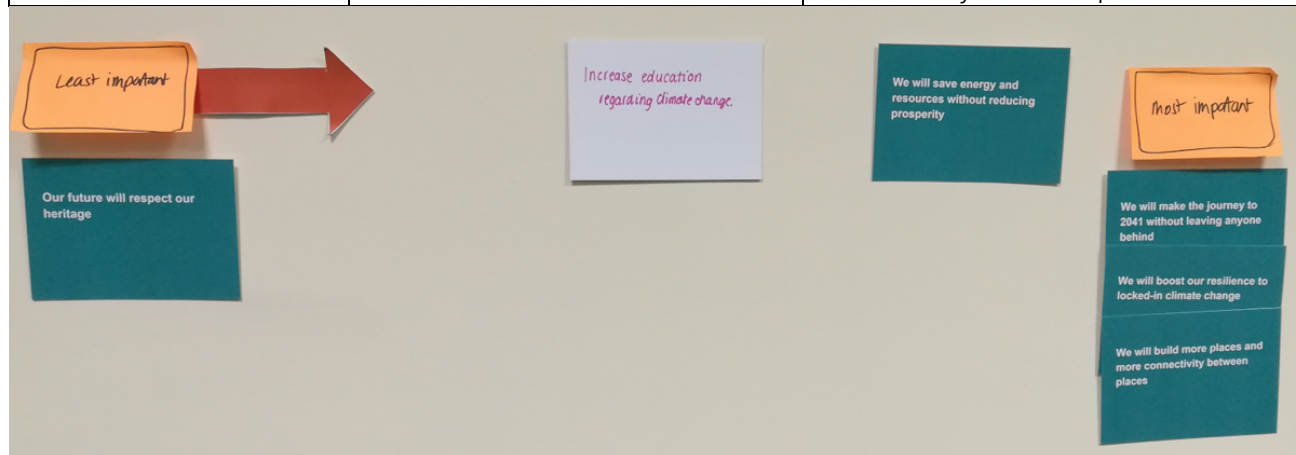 Least important
Our future will respect our
heritage
Increase education
regarding Climate change.
We will save energy and
resources without reducing
prosperity
most important
We will make the journey to
2041 without leaving anyone
behind
We will boost our resilience to
locked-in climate change
We will build more places and
more connectivity between
places